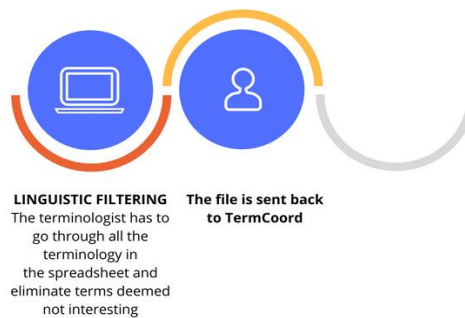 LINGUISTIC FILTERING
The terminologist has to
go through all the
terminology in
the spreadsheet and
eliminate terms deemed
not interesting
The file is sent back
to TermCoord